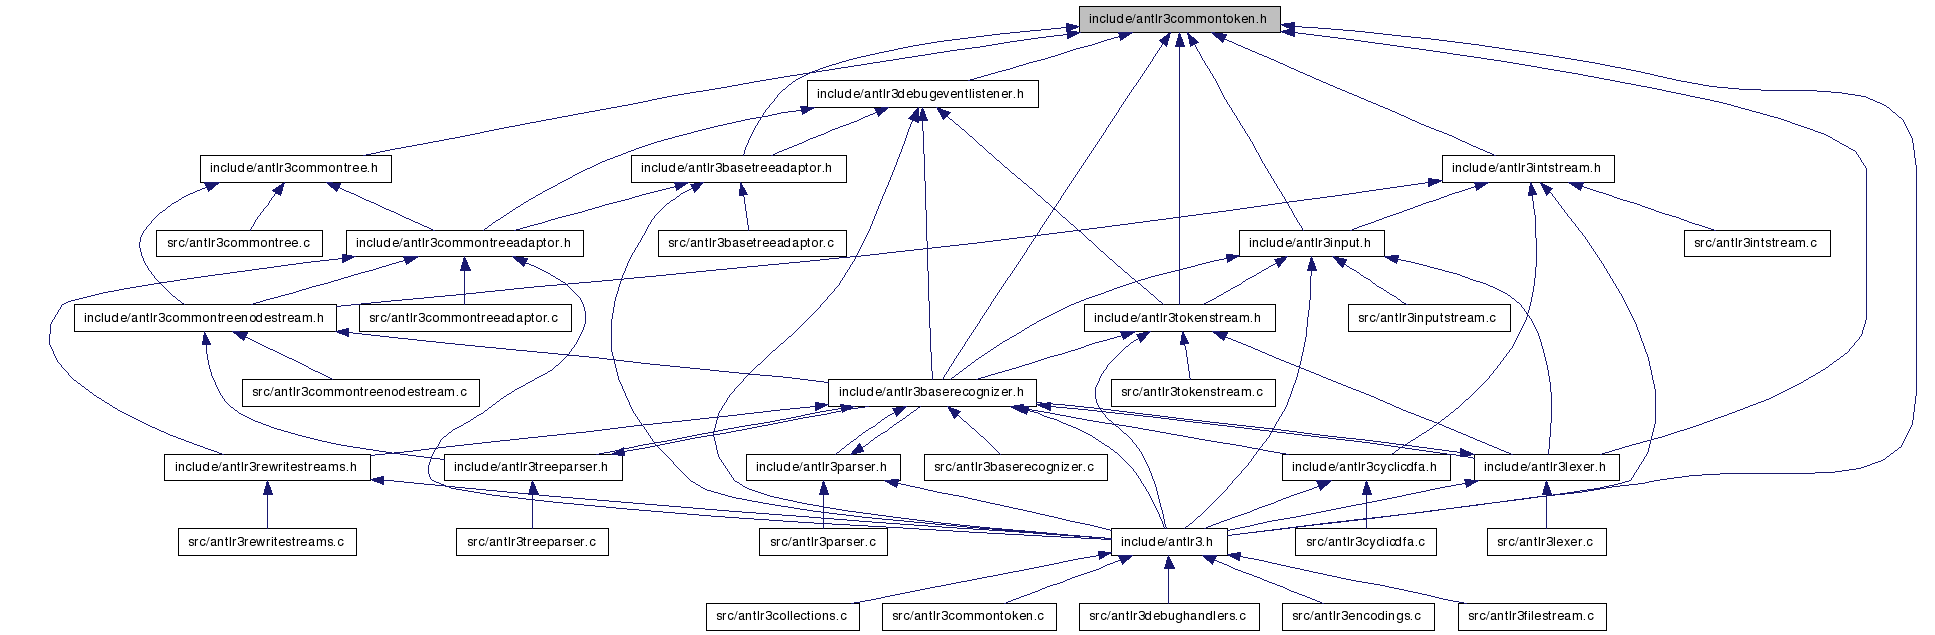 include/antlr3commontoken.h
include/antlr3debugeventlistener.h
include/antlr3commontree.h
include/antlr3basetreeadaptor.h
include/antlr3intstream.h
src/antlr3commontree.c
include/antlr3commontreeadaptor.h
src/antlr3basetreeadaptor.c
include/antlr3input.h
src/antlr3intstream.c
include/antlr3commontreenodestream.h
src/antlr3commontreeadaptor.c
include/antlr3tokenstream.h
src/antlr3inputstream.c
src/antlr3commontreenodestream.c
include/antlr3baserecognizer.h
src/antlr3tokenstream.c
include/antlr3rewritestreams.h
include/antlr3treeparser.h
include/antlr3parser.h
src/antlr3baserecognizer.c
include/antlr3cyclicdfa.h
include/antlr3lexer.h
src/antlr3rewritestreams.c
src/antlr3treeparser.c
src/antlr3parser.c
include/antlr3.h
src/antlr3cyclicdfa.c
src/antlr3lexer.c
src/antlr3collections.c
src/antlr3commontoken.c
src/antlr3debughandlers.c
src/antlr3encodings.c
src/antlr3filestream.c